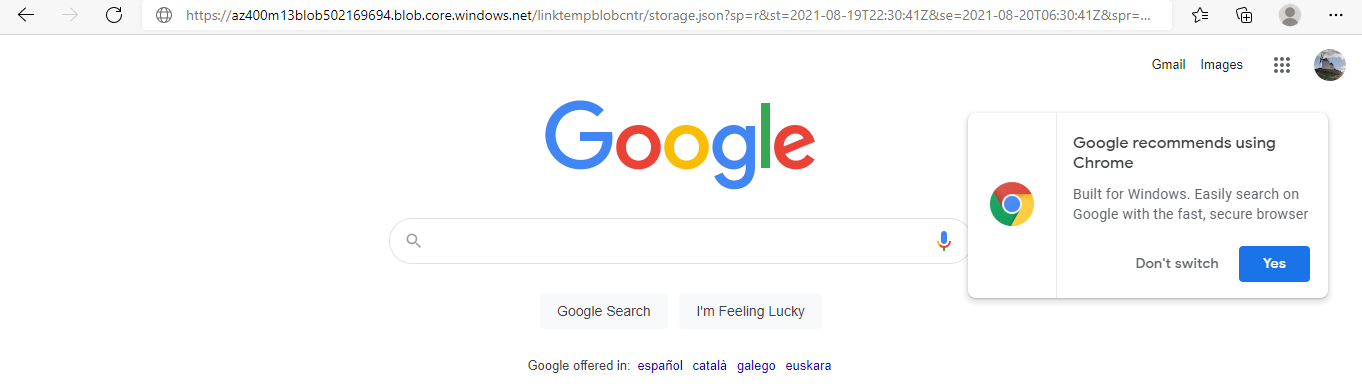 https://az400m13blob502169694.blob.core.windows.net/linktempblobcntr/storage.json?sp=r&st=2021-08-19T22:30:41Z&se=2021-08-20T06:30:41Z&spr=...
Gmail Images
Google
Google recommends using
Chrome
Built for Windows. Easily search on
Google with the fast, secure browser
Don't switch Yes
Google Search I'm Feeling Lucky
Google offered in: español català galego euskara